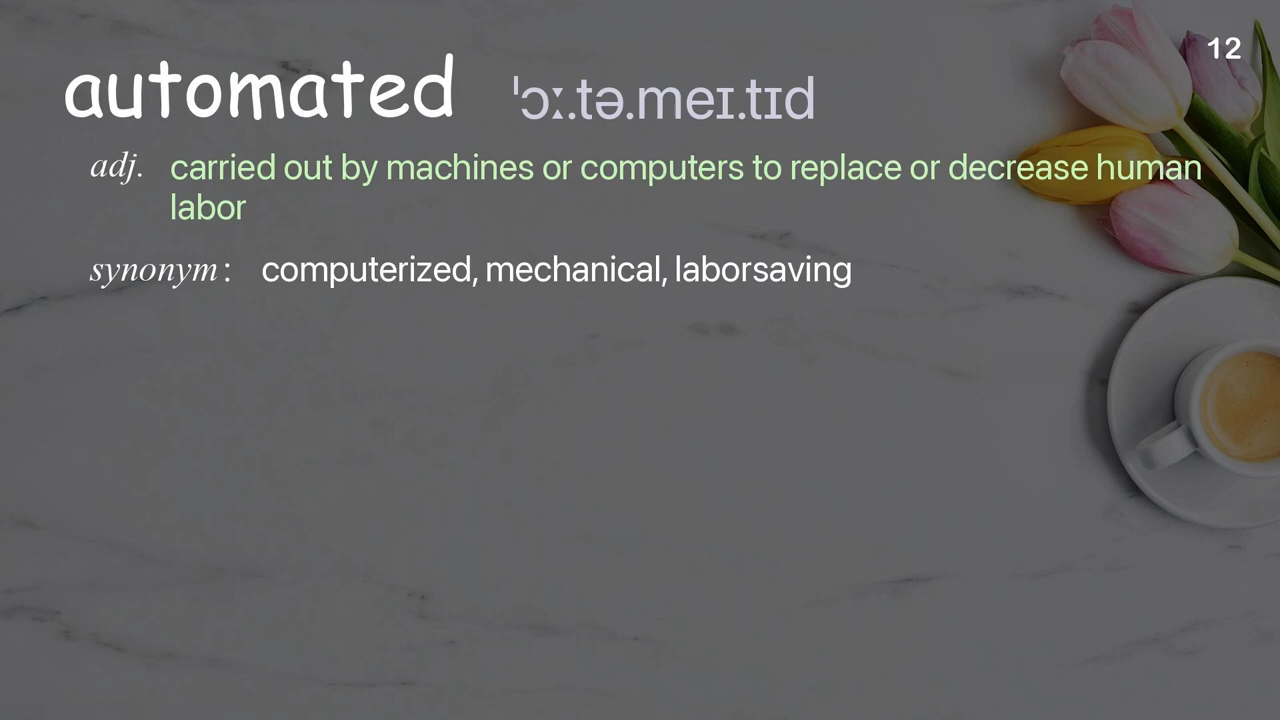 12
automated ˈɔː.tə.meɪ.tɪd
adj. carried out by machines or computers to replace or decrease human
labor
synonym : computerized, mechanical, laborsaving